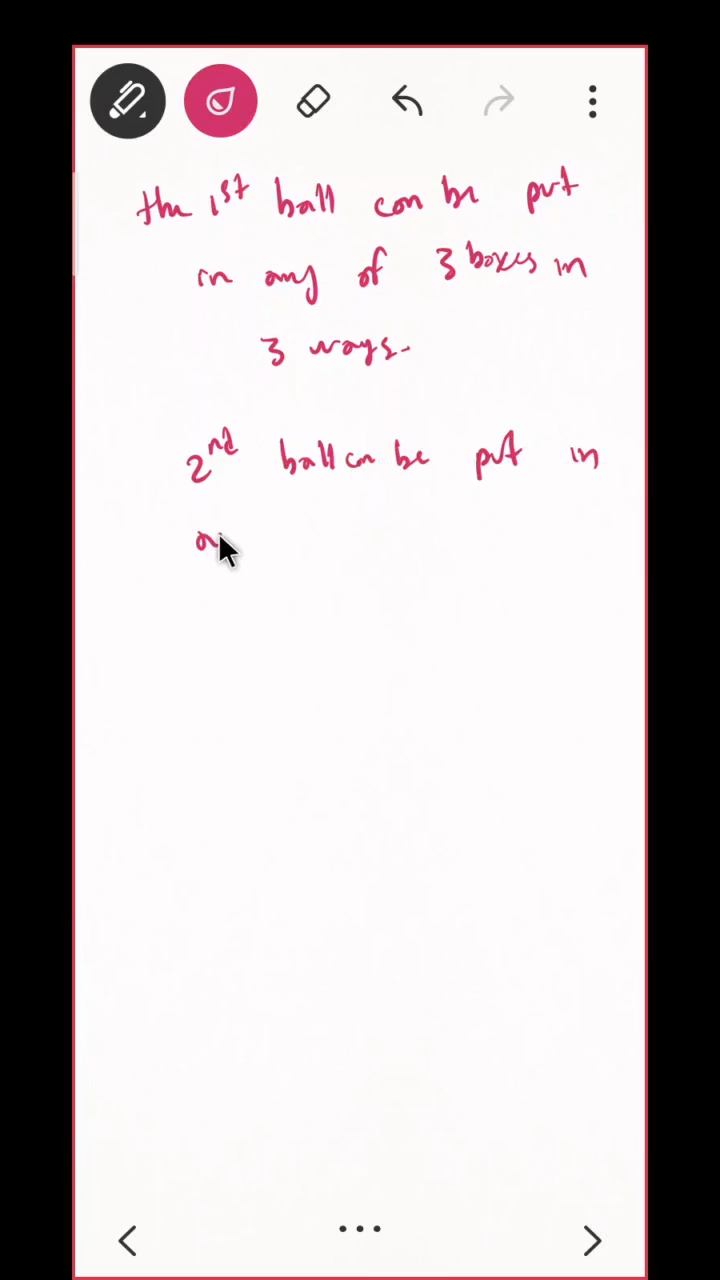 the 1st ball can be put
in any of 3 boxes in
3 ways.
2nd ball can be put in